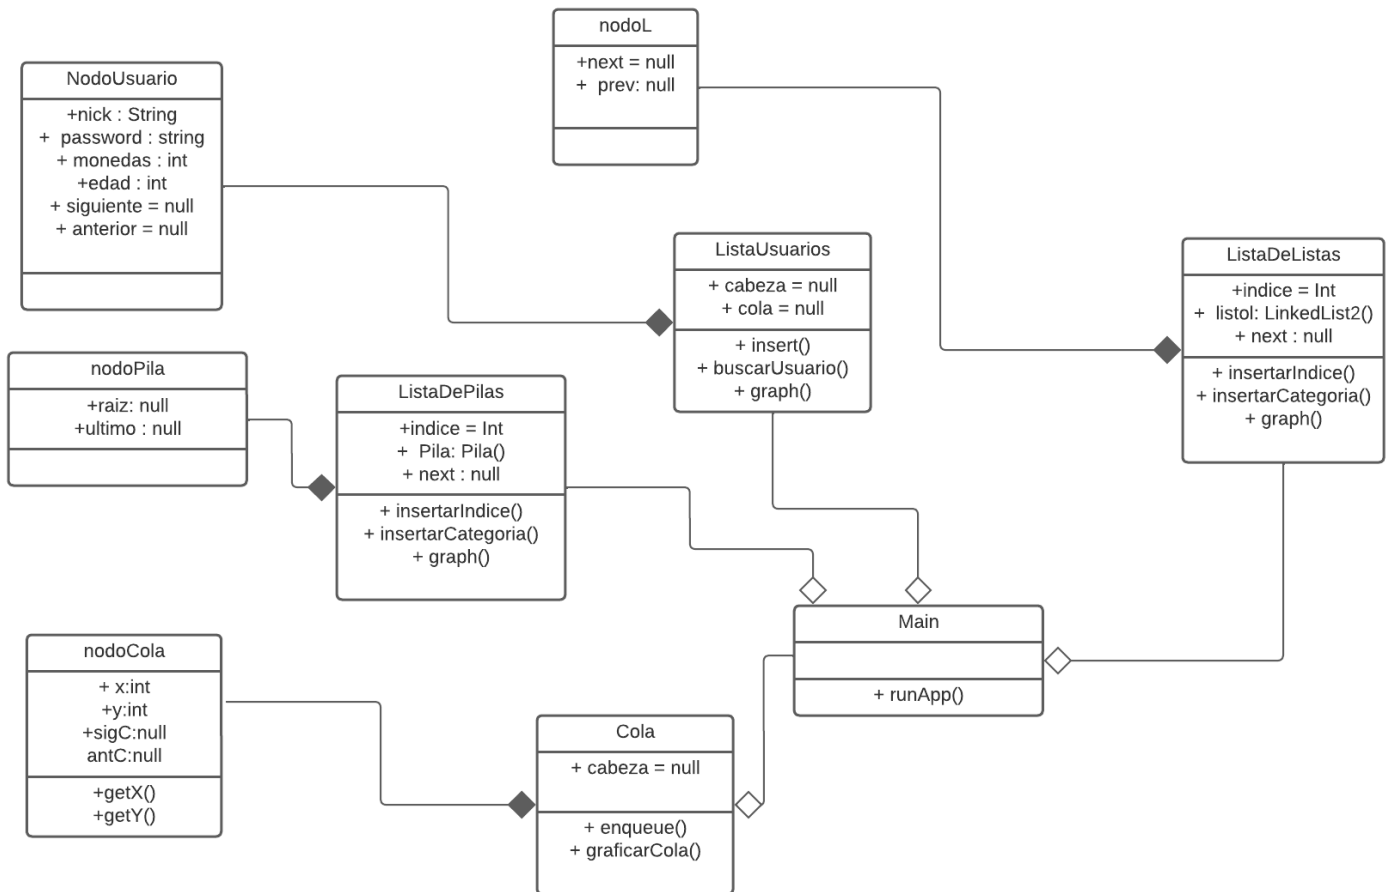 nodoL
+next = null
+ prev: null
NodoUsuario
+nick : String
+ password : string
+ monedas : int
+edad : int
+ siguiente = null
+ anterior = null
ListaUsuarios
+ cabeza = null
+ cola = null
+ insert()
+ buscarUsuario()
+ graph()
ListaDeListas
+indice = Int
+ listol: LinkedList2()
+ next : null
+ insertarIndice()
+ insertarCategoria()
+ graph()
nodoPila
+raiz: null
+ultimo : null
ListaDePilas
+indice = Int
+ Pila: Pila()
+ next : null
+ insertarIndice()
+ insertarCategoria()
+ graph()
Main
+ runApp()
nodoCola
+ x:int
+y:int
+sigC:null
antC:null
+getX()
+getY()
Cola
+ cabeza = null
+ enqueue()
+ graficarCola()